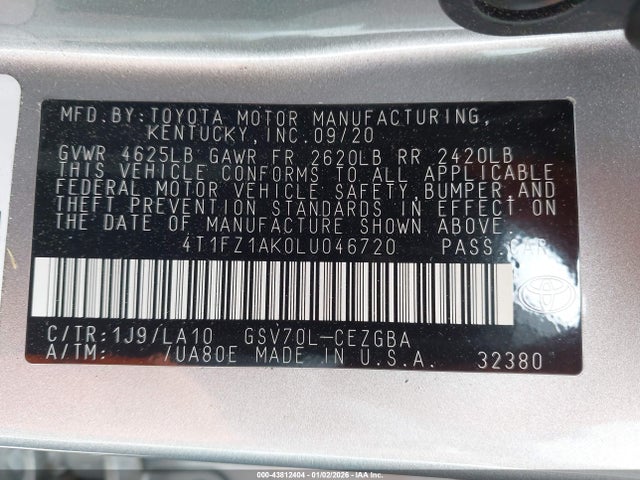 MFD.BY:TOYOTA MOTOR MANUFACTURING,
KENTUCKY,INC.09/20
GVWR 4625LB GAWR FR 2620LB RR 2420LB
THIS VEHICLE CONFORMS TO ALL APPLICABLE
FEDERAL MOTOR VEHICLE SAFETY,BUMPER,AND
THEFT PREVENTION STANDARDS IN EFFECT ON
THE DATE OF MANUFACTURE SHOWN ABOVE.
4T1FZ1AK0LU046720 PASS.CAR
C/TR:1J9/LA10 GSV70L-CEZGBA
A/TM: 7UA80E MADE IN U.S.A. 32380
000-43812404 - 01/02/2026 - IAA Inc.